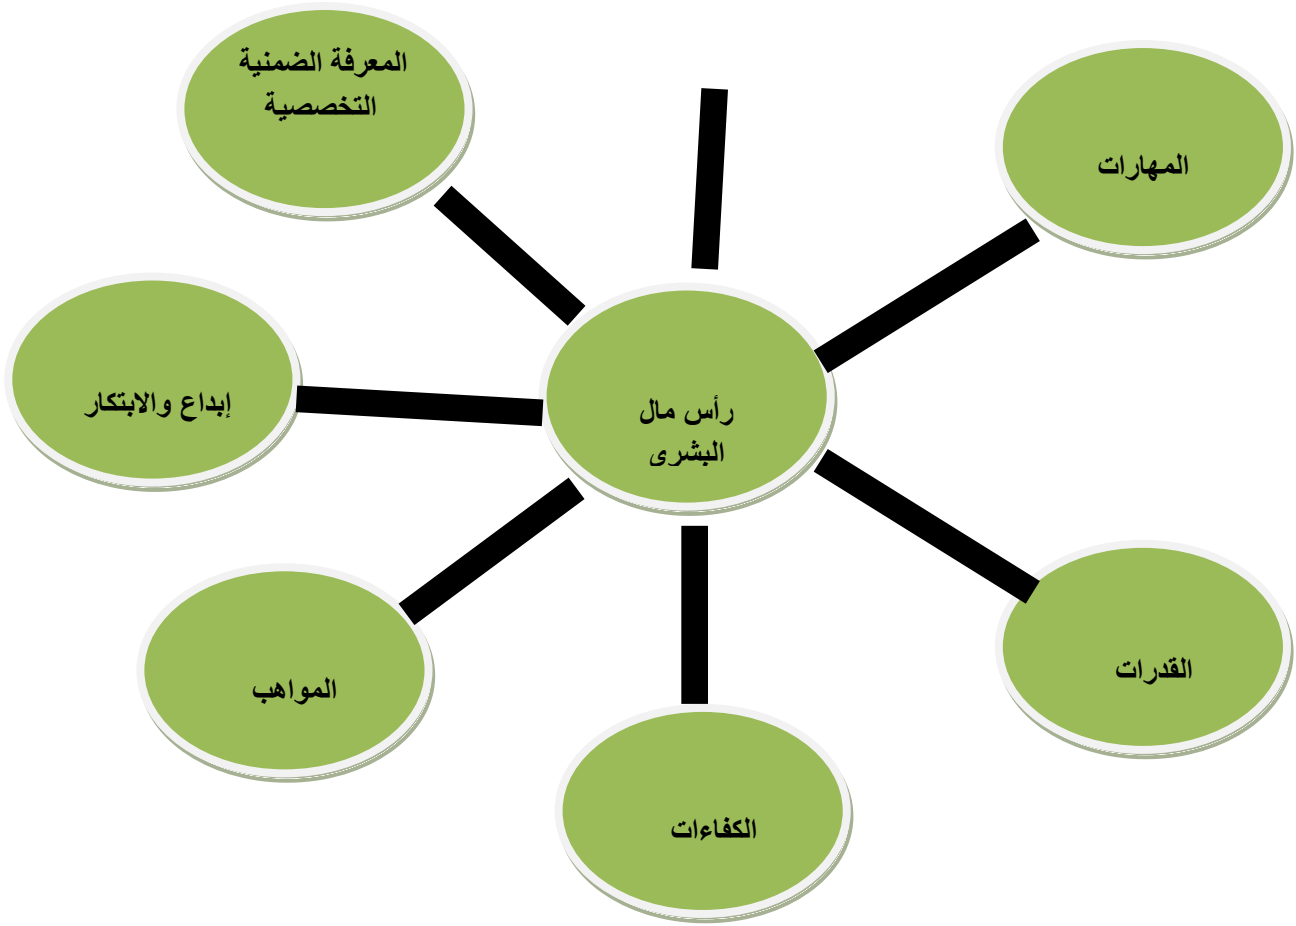 المعرفة الضمنية
التخصصية
المهارات
إبداع والابتكار
رأس مال
البشرى
المواهب
القدرات
الكفاءات